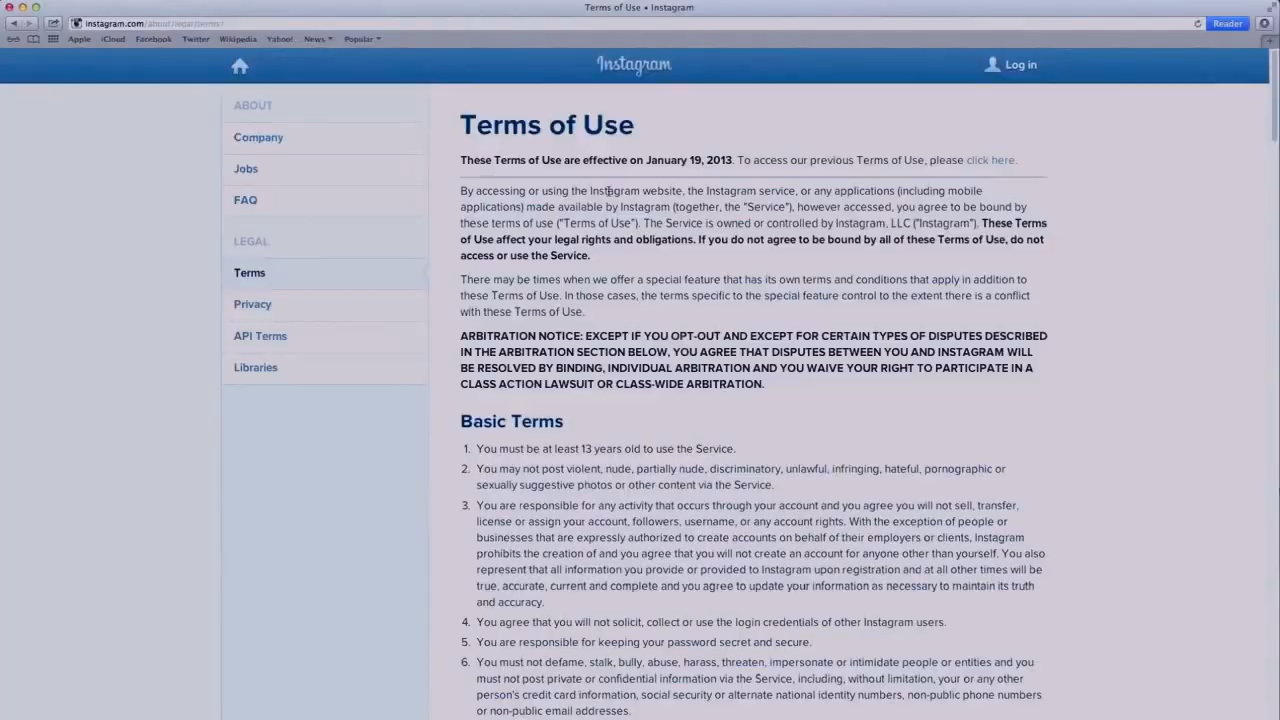 Terms of Use • Instagram
instagram.com/about/legal/terms/
Reader
Apple iCloud Facebook Twitter Wikipedia Yahoo! News Popular
Instagram
Log in
ABOUT
Company
Jobs
FAQ
LEGAL
Terms
Privacy
API Terms
Libraries
Terms of Use
These Terms of Use are effective on January 19, 2013. To access our previous Terms of Use, please click here.
By accessing or using the Instagram website, the Instagram service, or any applications (including mobile
applications) made available by Instagram (together, the "Service"), however accessed, you agree to be bound by
these terms of use ("Terms of Use"). The Service is owned or controlled by Instagram, LLC ("Instagram"). These Terms
of Use affect your legal rights and obligations. If you do not agree to be bound by all of these Terms of Use, do not
access or use the Service.
There may be times when we offer a special feature that has its own terms and conditions that apply in addition to
these Terms of Use. In those cases, the terms specific to the special feature control to the extent there is a conflict
with these Terms of Use.
ARBITRATION NOTICE: EXCEPT IF YOU OPT-OUT AND EXCEPT FOR CERTAIN TYPES OF DISPUTES DESCRIBED
IN THE ARBITRATION SECTION BELOW, YOU AGREE THAT DISPUTES BETWEEN YOU AND INSTAGRAM WILL
BE RESOLVED BY BINDING, INDIVIDUAL ARBITRATION AND YOU WAIVE YOUR RIGHT TO PARTICIPATE IN A
CLASS ACTION LAWSUIT OR CLASS-WIDE ARBITRATION.
Basic Terms
1. You must be at least 13 years old to use the Service.
2. You may not post violent, nude, partially nude, discriminatory, unlawful, infringing, hateful, pornographic or
sexually suggestive photos or other content via the Service.
3. You are responsible for any activity that occurs through your account and you agree you will not sell, transfer,
license or assign your account, followers, username, or any account rights. With the exception of people or
businesses that are expressly authorized to create accounts on behalf of their employers or clients, Instagram
prohibits the creation of and you agree that you will not create an account for anyone other than yourself. You also
represent that all information you provide or provided to Instagram upon registration and at all other times will be
true, accurate, current and complete and you agree to update your information as necessary to maintain its truth
and accuracy.
4. You agree that you will not solicit, collect or use the login credentials of other Instagram users.
5. You are responsible for keeping your password secret and secure.
6. You must not defame, stalk, bully, abuse, harass, threaten, impersonate or intimidate people or entities and you
must not post private or confidential information via the Service, including, without limitation, your or any other
person's credit card information, social security or alternate national identity numbers, non-public phone numbers
or non-public email addresses.